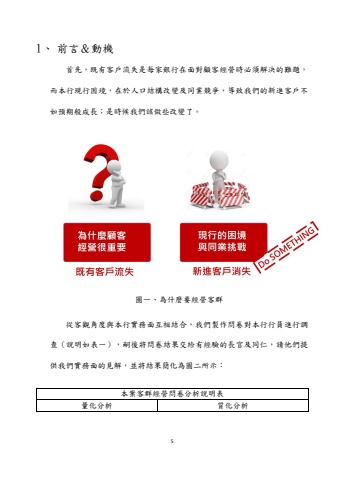 1、 前言&動機
首先，既有客戶流失是每家銀行在面對顧客經營時必須解決的難題，
而本行現行困境，在於人口結構改變及同業競爭，導致我們的新進客戶不
如預期般成長；是時候我們該做些改變了。
為什麼顧客
經營很重要
現行的困境
與同業挑戰
Do SOMETHING
既有客戶流失
新進客戶消失
圖一、為什麼要經營客群
從客觀角度與本行實務面互相結合，我們製作問卷對本行行員進行調
查（說明如表一），嗣後將問卷結果交給有經驗的長官及同仁，請他們提
供我們實務面的見解，並將結果簡化為圖二所示：
本案客群經營問卷分析說明表
量化分析 質化分析
5